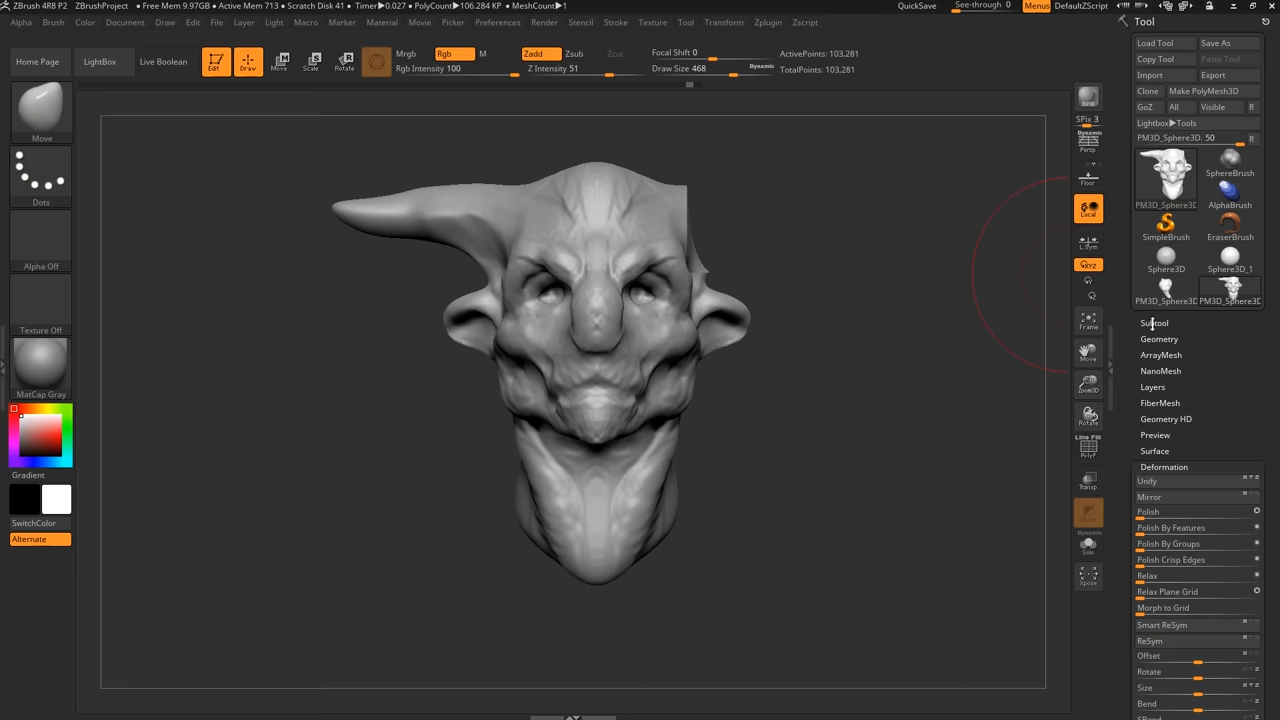 ZBrush 4R8 P2 ZBrushProject • Free Mem 9.97GB • Active Mem 713 • Scratch Disk 41 • Timer▶0.027 • PolyCount▶106.284 KP • MeshCount▶1 QuickSave See-through 0 Menus DefaultZScript
Alpha Brush Color Document Draw Edit File Layer Light Macro Marker Material Movie Picker Preferences Render Stencil Stroke Texture Tool Transform Zplugin Zscript
Home Page LightBox Live Boolean Edit Draw Move Scale Rotate
Mrgb Rgb M Zadd Zsub Zcut Focal Shift 0 ActivePoints: 103,281
Rgb Intensity 100 Z Intensity 51 Draw Size 468 Dynamic TotalPoints: 103,281
Move
Dots
Alpha Off
Texture Off
MatCap Gray
Gradient
SwitchColor
Alternate
BPR
SPix 3
Dynamic
Persp
Floor
Local
L.Sym
XYZ
Frame
Move
Zoom3D
Rotate
Line Fill
PolyF
Transp
Dynamic
Solo
Xpose
Tool
Load Tool Save As
Copy Tool Paste Tool
Import Export
Clone Make PolyMesh3D
GoZ All Visible R
Lightbox▶Tools
PM3D_Sphere3D. 50 R
PM3D_Sphere3D SphereBrush
AlphaBrush
SimpleBrush EraserBrush
Sphere3D Sphere3D_1
PM3D_Sphere3D PM3D_Sphere3D
Subtool
Geometry
ArrayMesh
NanoMesh
Layers
FiberMesh
Geometry HD
Preview
Surface
Deformation
Unify
Mirror
Polish
Polish By Features
Polish By Groups
Polish Crisp Edges
Relax
Relax Plane Grid
Morph to Grid
Smart ReSym
ReSym
Offset
Rotate
Size
Bend